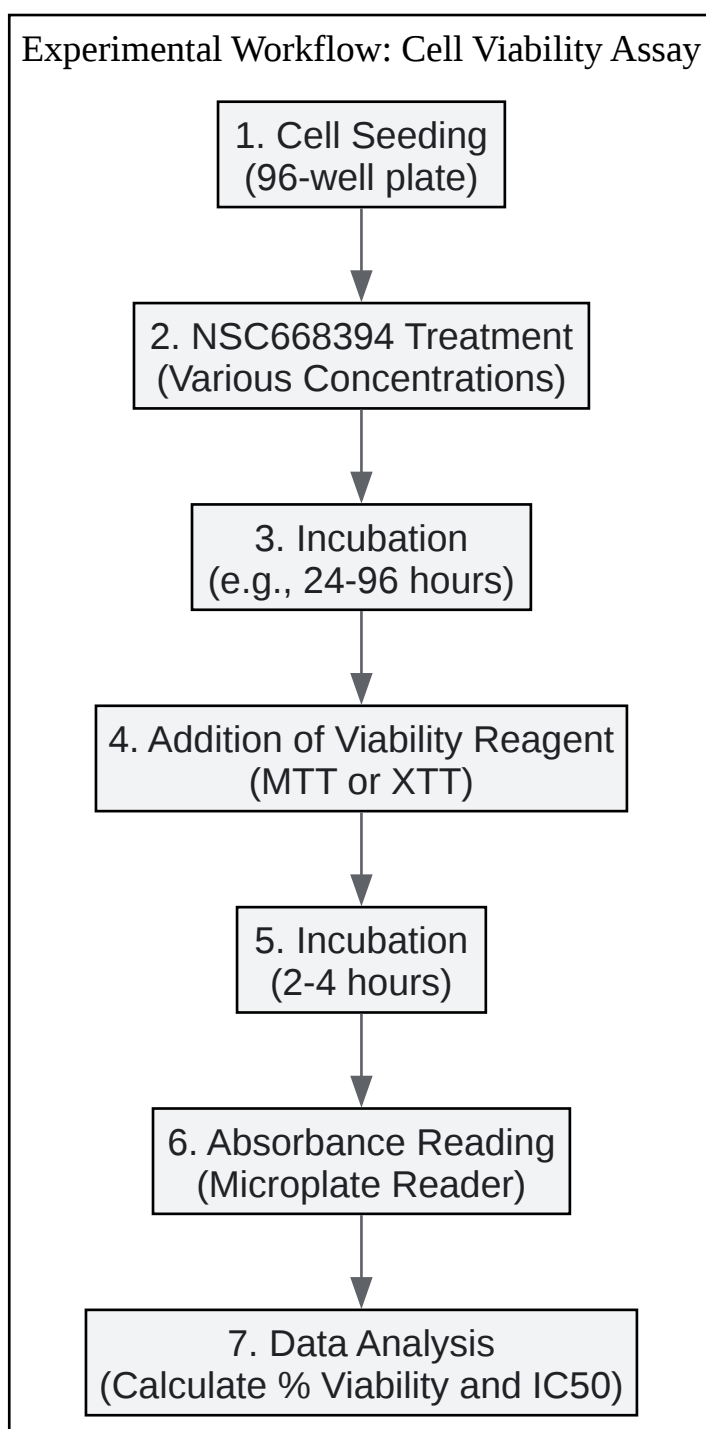 Experimental Workflow: Cell Viability Assay
1. Cell Seeding
(96-well plate)
2. NSC668394 Treatment
(Various Concentrations)
3. Incubation
(e.g., 24-96 hours)
4. Addition of Viability Reagent
(MTT or XTT)
5. Incubation
(2-4 hours)
6. Absorbance Reading
(Microplate Reader)
7. Data Analysis
(Calculate % Viability and IC50)